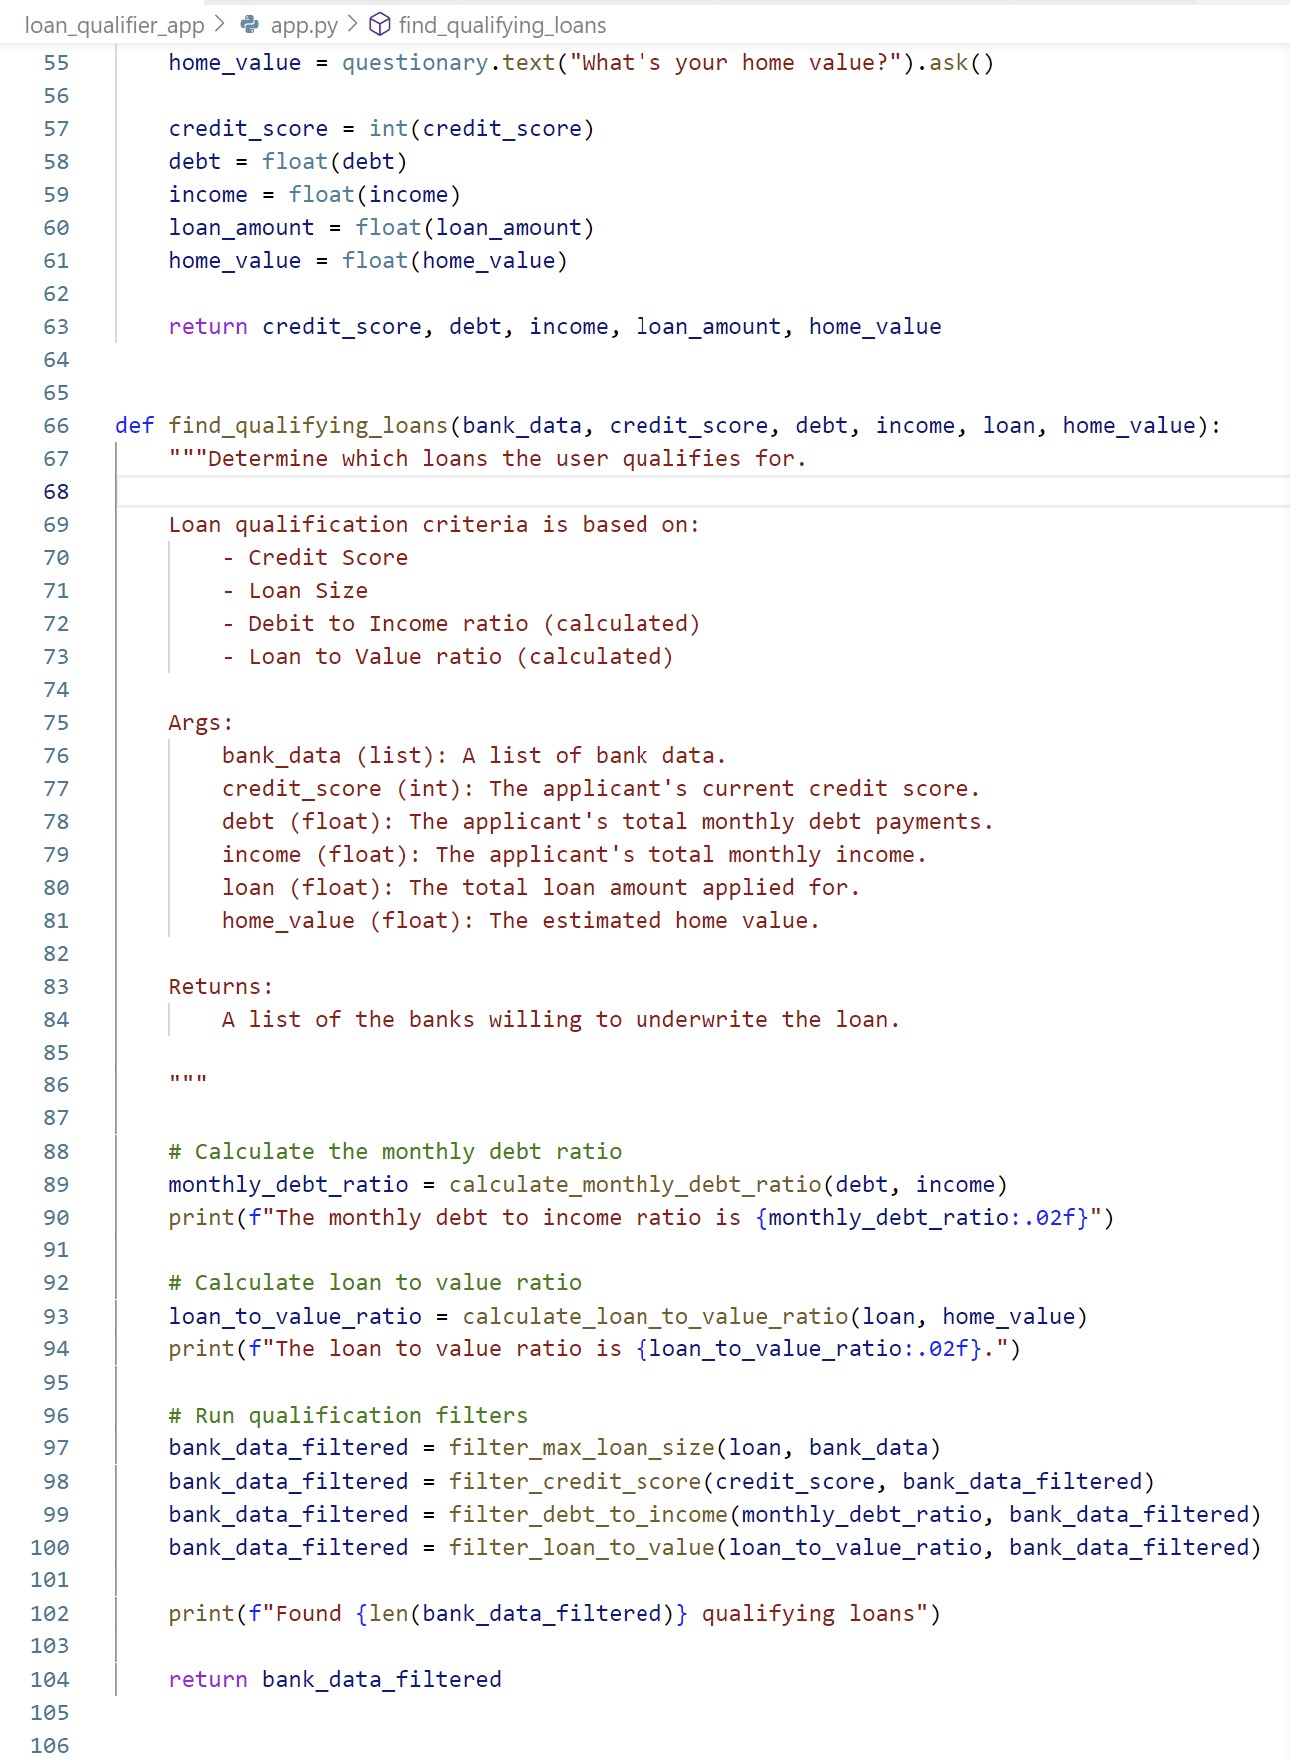 loan_qualifier_app > app.py > find_qualifying_loans
55     home_value = questionary.text("What's your home value?").ask()
56
57     credit_score = int(credit_score)
58     debt = float(debt)
59     income = float(income)
60     loan_amount = float(loan_amount)
61     home_value = float(home_value)
62
63     return credit_score, debt, income, loan_amount, home_value
64
65
66 def find_qualifying_loans(bank_data, credit_score, debt, income, loan, home_value):
67     """Determine which loans the user qualifies for.
68
69     Loan qualification criteria is based on:
70         - Credit Score
71         - Loan Size
72         - Debit to Income ratio (calculated)
73         - Loan to Value ratio (calculated)
74
75     Args:
76         bank_data (list): A list of bank data.
77         credit_score (int): The applicant's current credit score.
78         debt (float): The applicant's total monthly debt payments.
79         income (float): The applicant's total monthly income.
80         loan (float): The total loan amount applied for.
81         home_value (float): The estimated home value.
82
83     Returns:
84         A list of the banks willing to underwrite the loan.
85
86     """
87
88     # Calculate the monthly debt ratio
89     monthly_debt_ratio = calculate_monthly_debt_ratio(debt, income)
90     print(f"The monthly debt to income ratio is {monthly_debt_ratio:.02f}")
91
92     # Calculate loan to value ratio
93     loan_to_value_ratio = calculate_loan_to_value_ratio(loan, home_value)
94     print(f"The loan to value ratio is {loan_to_value_ratio:.02f}.")
95
96     # Run qualification filters
97     bank_data_filtered = filter_max_loan_size(loan, bank_data)
98     bank_data_filtered = filter_credit_score(credit_score, bank_data_filtered)
99     bank_data_filtered = filter_debt_to_income(monthly_debt_ratio, bank_data_filtered)
100     bank_data_filtered = filter_loan_to_value(loan_to_value_ratio, bank_data_filtered)
101
102     print(f"Found {len(bank_data_filtered)} qualifying loans")
103
104     return bank_data_filtered
105
106